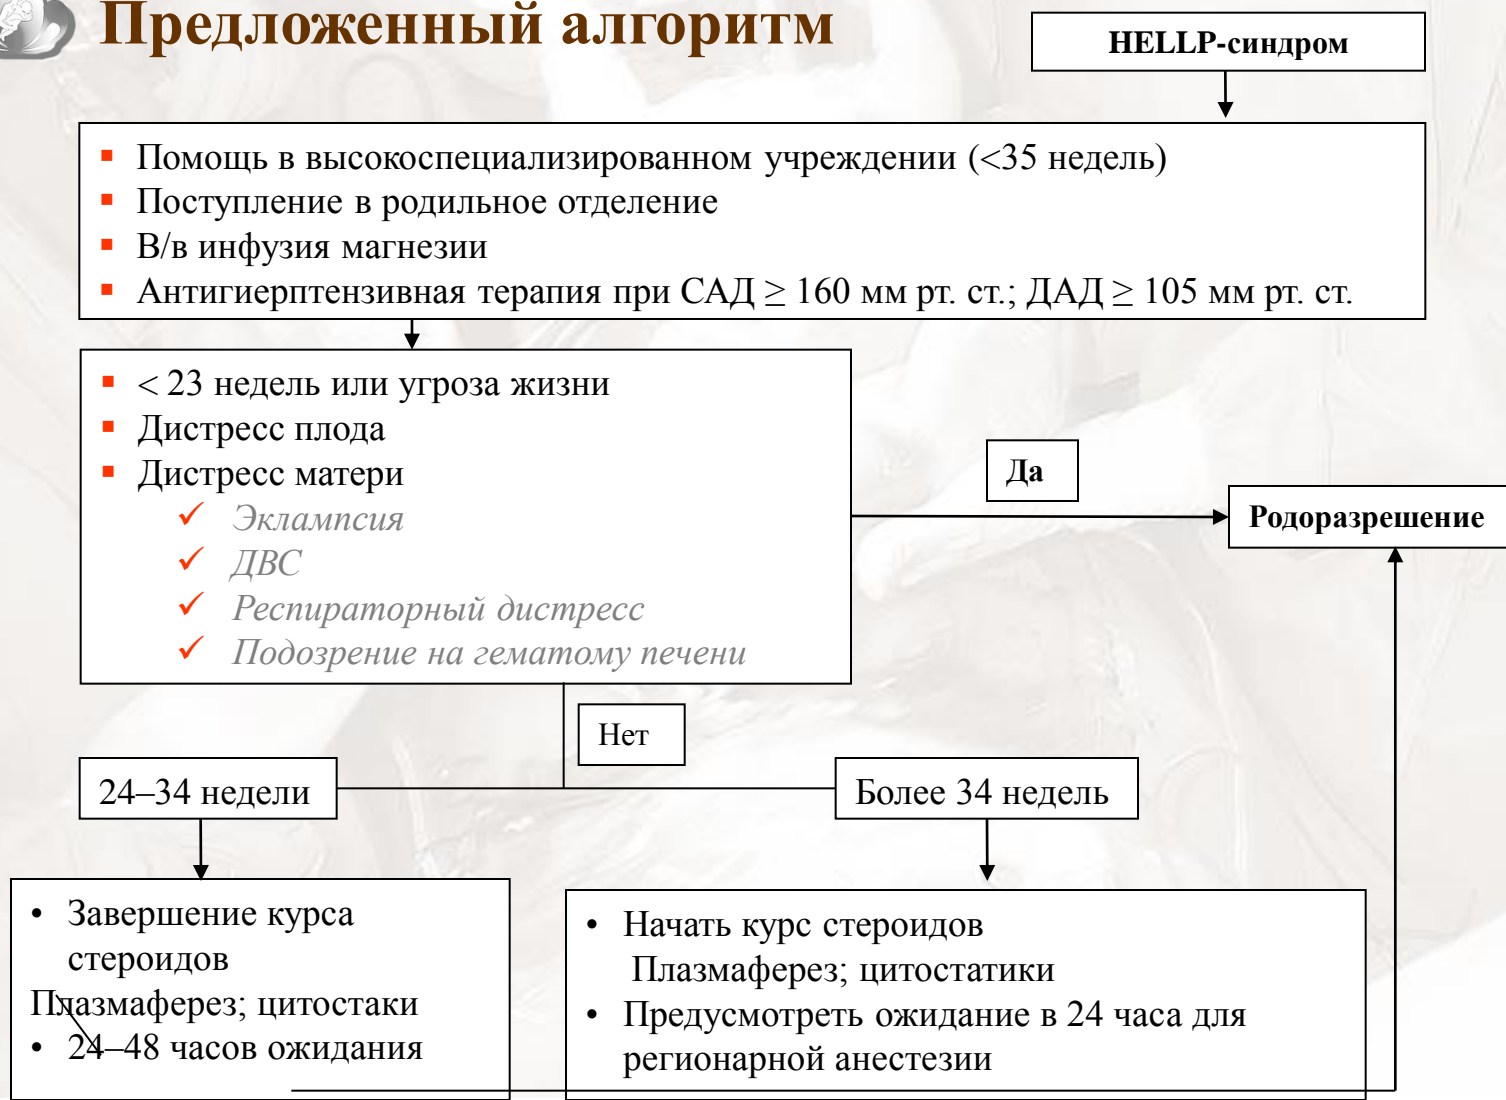 Предложенный алгоритм
HELLP-синдром
▪ Помощь в высокоспециализированном учреждении (<35 недель)
▪ Поступление в родильное отделение
▪ В/в инфузия магнезии
▪ Антигиерптензивная терапия при САД ≥ 160 мм рт. ст.; ДАД ≥ 105 мм рт. ст.
▪ < 23 недель или угроза жизни
▪ Дистресс плода
▪ Дистресс матери
✓ Эклампсия
✓ ДВС
✓ Респираторный дистресс
✓ Подозрение на гематому печени
Да
Родоразрешение
Нет
24–34 недели
Более 34 недель
• Завершение курса
стероидов
Плазмаферез; цитостаки
• 24–48 часов ожидания
• Начать курс стероидов
Плазмаферез; цитостатики
• Предусмотреть ожидание в 24 часа для
регионарной анестезии